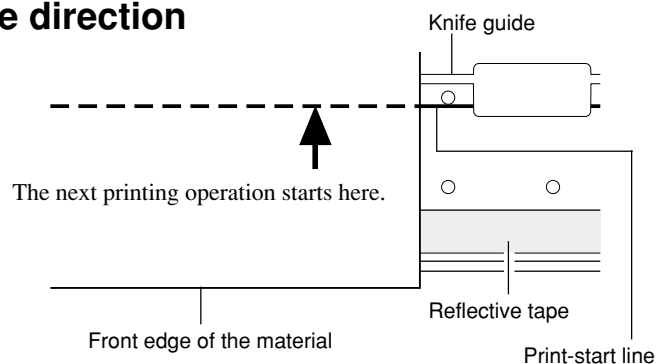 e direction
Knife guide
The next printing operation starts here.
Reflective tape
Front edge of the material
Print-start line